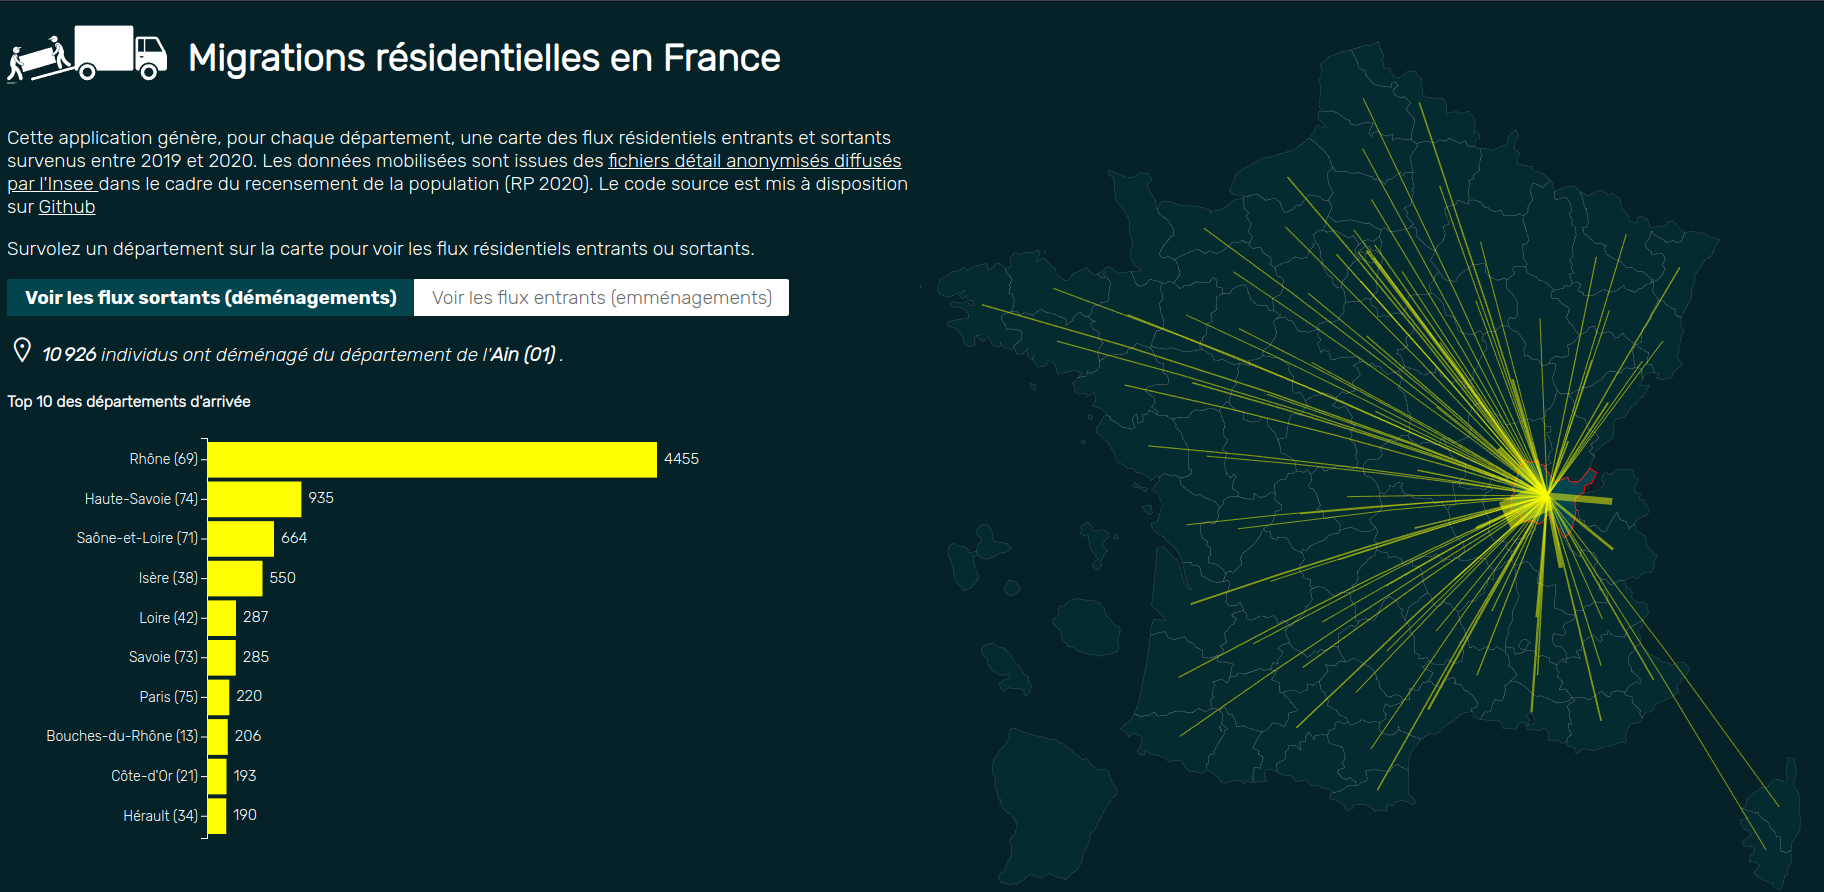 Migrations résidentielles en France
Cette application génère, pour chaque département, une carte des flux résidentiels entrants et sortants
survenus entre 2019 et 2020. Les données mobilisées sont issues des fichiers détail anonymisés diffusés
par l'Insee dans le cadre du recensement de la population (RP 2020). Le code source est mis à disposition
sur Github
Survolez un département sur la carte pour voir les flux résidentiels entrants ou sortants.
Voir les flux sortants (déménagements) Voir les flux entrants (emménagements)
10 926 individus ont déménagé du département de l'Ain (01) .
Top 10 des départements d'arrivée
Rhône (69) 4455
Haute-Savoie (74) 935
Saône-et-Loire (71) 664
Isère (38) 550
Loire (42) 287
Savoie (73) 285
Paris (75) 220
Bouches-du-Rhône (13) 206
Côte-d'Or (21) 193
Hérault (34) 190